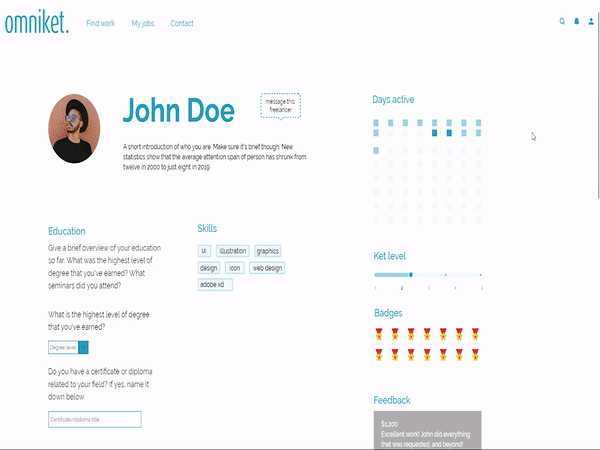 omniket.
Find work
My jobs
Contact
John Doe
message this
freelancer
A short introduction of who you are. Make sure it's brief though. New
statistics show that the average attention span of person has shrunk from
twelve in 2000 to just eight in 2019.
Days active
Education
Give a brief overview of your education
so far. What was the highest level of
degree that you've earned? What
seminars did you attend?
What is the highest level of degree
that you've earned?
Degree level
Do you have a certificate or diploma
related to your field? If yes, name it
down below.
Certificate/diploma title
Skills
ui
illustration
graphics
design
icon
web design
adobe xd
Ket level
1 2 3 4 5
Badges
Feedback
$1,200
Excellent work! John did everything
that was requested, and beyond!